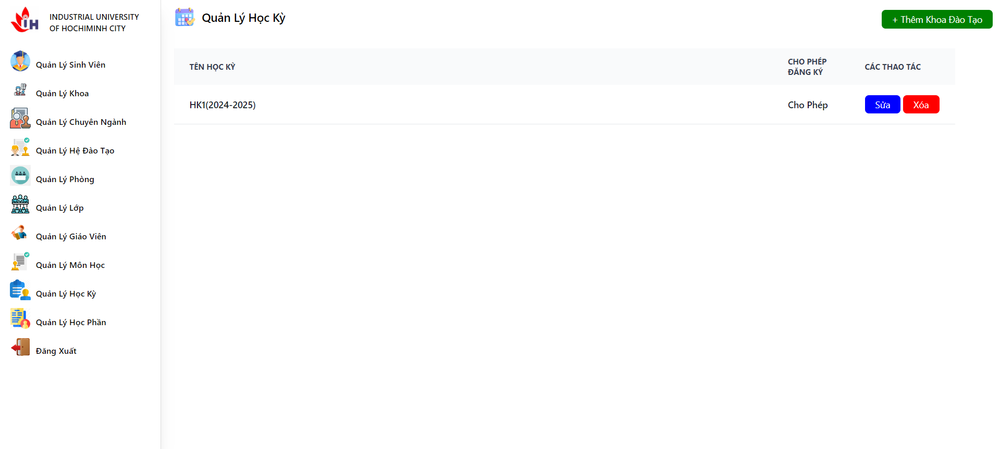 INDUSTRIAL UNIVERSITY
OF HOCHIMINH CITY
Quản Lý Sinh Viên
Quản Lý Khoa
Quản Lý Chuyên Ngành
Quản Lý Hệ Đào Tạo
Quản Lý Phòng
Quản Lý Lớp
Quản Lý Giáo Viên
Quản Lý Môn Học
Quản Lý Học Kỳ
Quản Lý Học Phần
Đăng Xuất
Quản Lý Học Kỳ
+ Thêm Khoa Đào Tạo
TÊN HỌC KỲ
CHO PHÉP
ĐĂNG KÝ
CÁC THAO TÁC
HK1(2024-2025)
Cho Phép
Sửa
Xóa